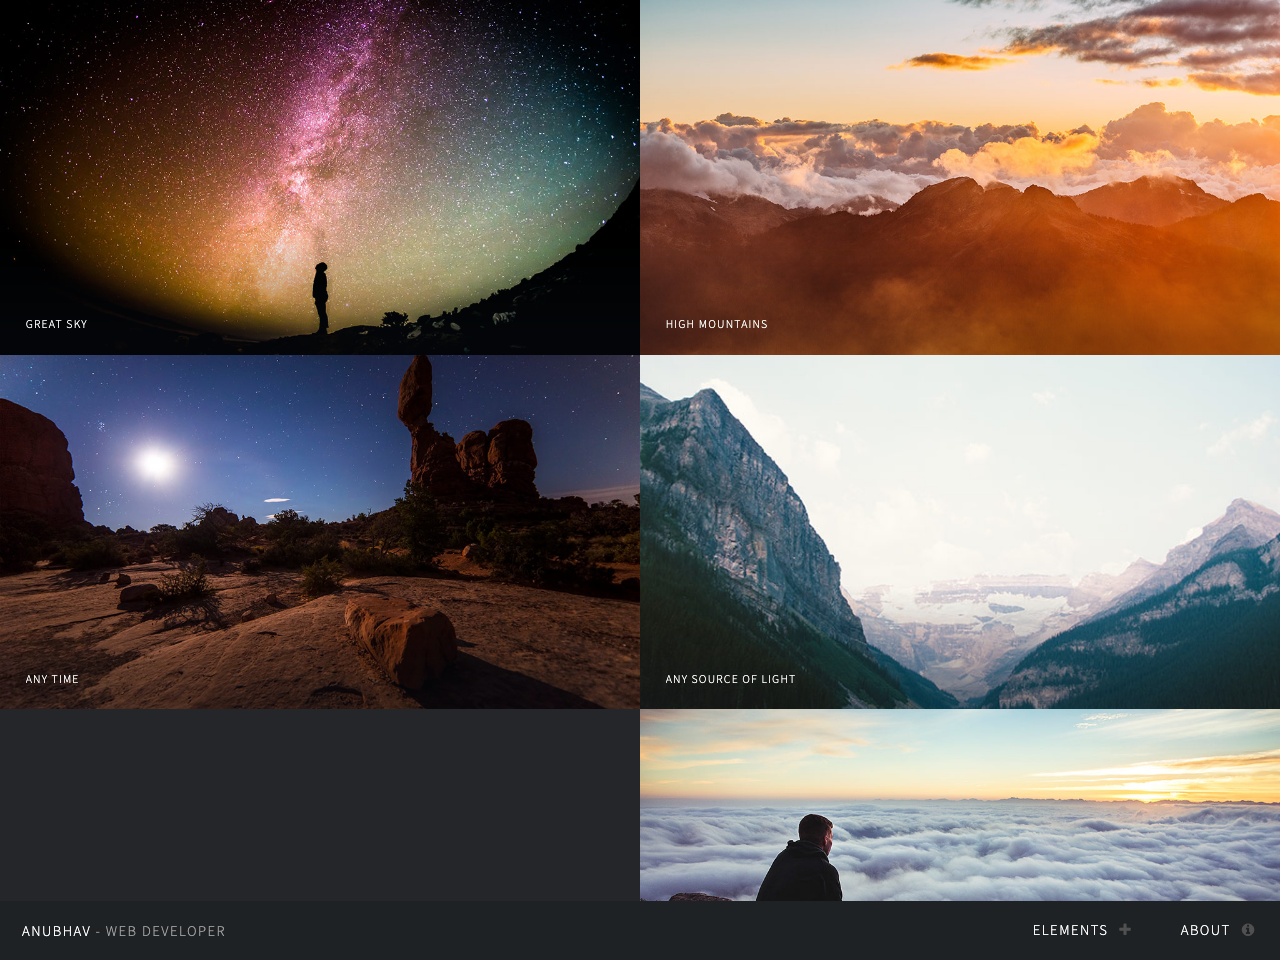 GREAT SKY
HIGH MOUNTAINS
ANY TIME
ANY SOURCE OF LIGHT
ANUBHAV - WEB DEVELOPER
ELEMENTS
ABOUT